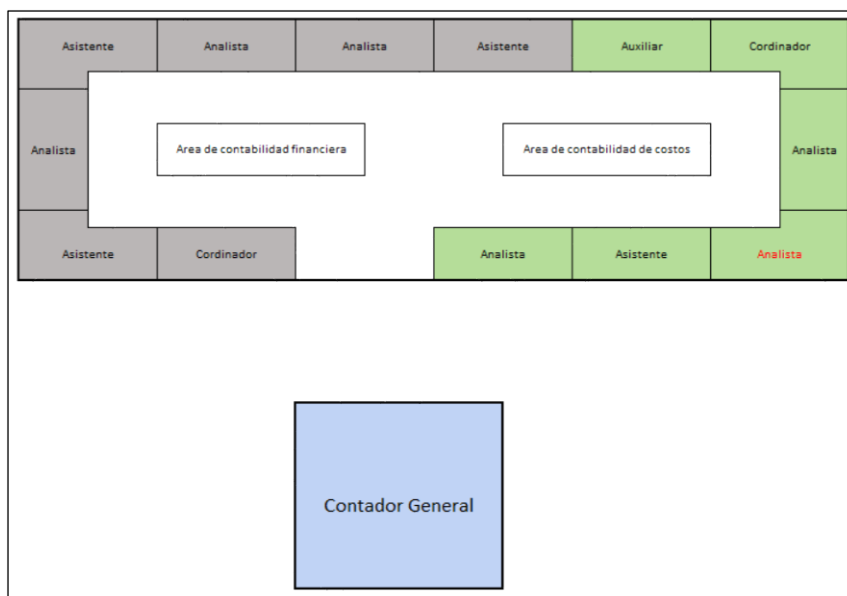 Asistente
Analista
Analista
Asistente
Auxiliar
Cordinador
Analista
Area de contabilidad financiera
Area de contabilidad de costos
Analista
Asistente
Cordinador
Analista
Asistente
Analista
Contador General